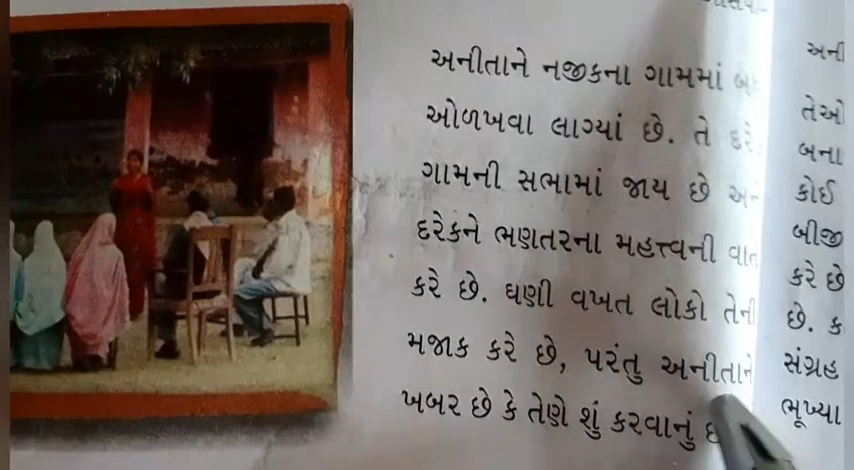 અનીતાને નજીકના ગામમાં
ઓળખવા લાગ્યાં છે. તે
ગામની સભામાં જાય છે અને
દરેકને ભણતરના મહત્ત્વની વાત
કરે છે. ઘણી વખત લોકો તેની
મજાક કરે છે, પરંતુ અનીતાને
ખબર છે કે તેણે શું કરવાનું
તેઓ
બના
કોઈ
બીજી
કરે છે
છે. ક
સંગ્રહ
ભૂખ્યા